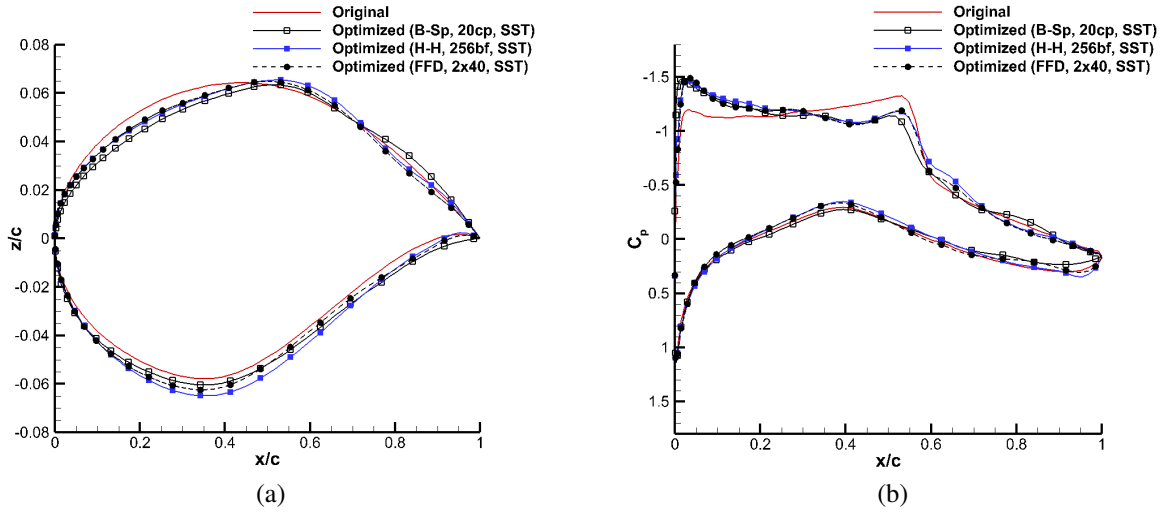 Original
Optimized (B-Sp, 20cp, SST)
Optimized (H-H, 256bf, SST)
Optimized (FFD, 2x40, SST)
0.08
0.06
0.04
0.02
0
-0.02
-0.04
-0.06
-0.08
z/c
0
0.2
0.4
0.6
0.8
1
x/c
(a)
Original
Optimized (B-Sp, 20cp, SST)
Optimized (H-H, 256bf, SST)
Optimized (FFD, 2x40, SST)
-1.5
-1
-0.5
0
0.5
1
1.5
Cp
0
0.2
0.4
0.6
0.8
1
x/c
(b)